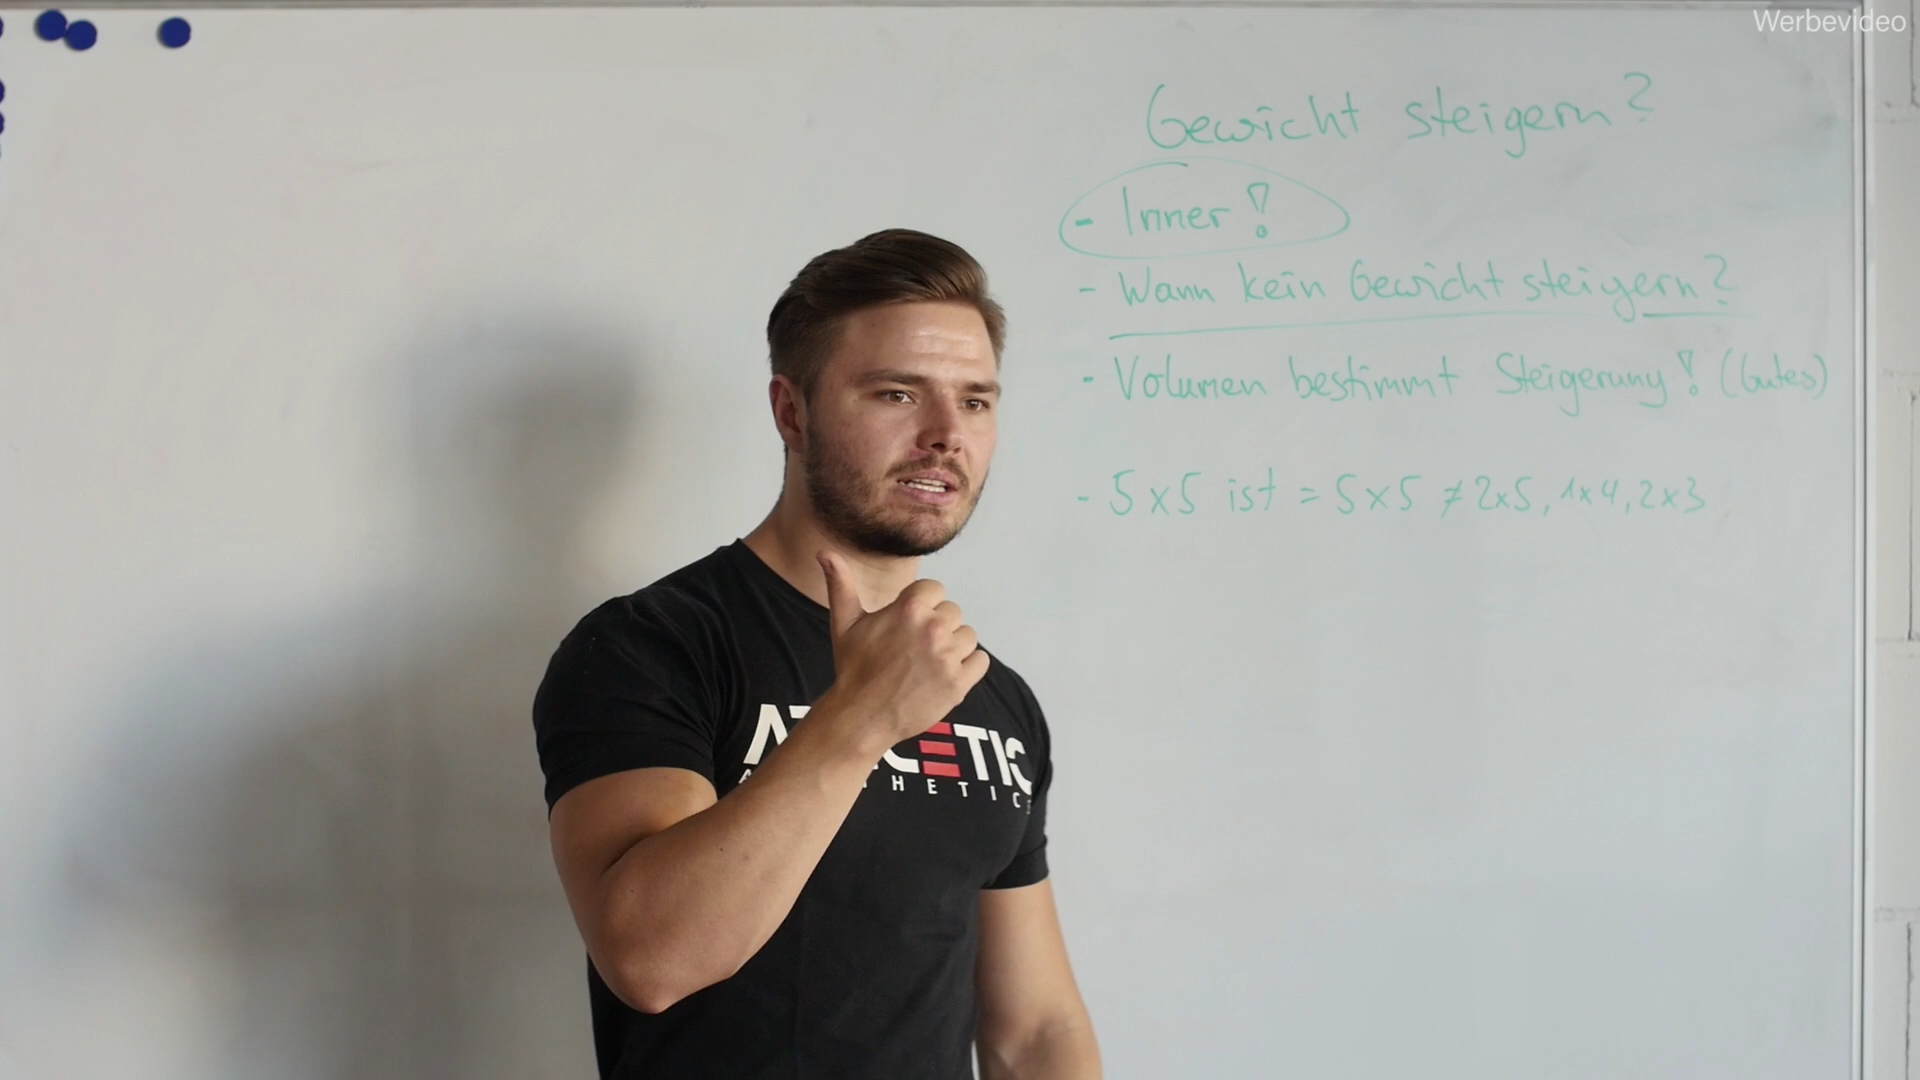 Werbevideo
Gewicht steigern?
- Immer!
- Wann kein Gewicht steigern?
- Volumen bestimmt Steigerung! (Gutes)
- 5x5 ist = 5x5 ≠ 2x5, 1x4, 2x3